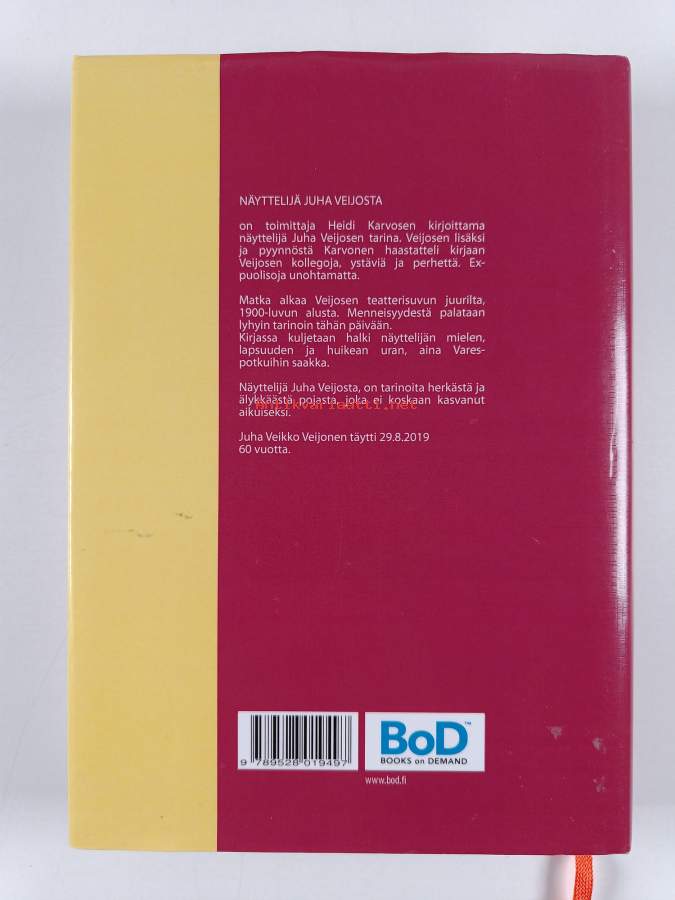 NÄYTTELIJÄ JUHA VEIJOSTA
on toimittaja Heidi Karvosen kirjoittama
näyttelijä Juha Veijosen tarina. Veijosen lisäksi
ja pyynnöstä Karvonen haastatteli kirjaan
Veijosen kollegoja, ystäviä ja perhettä. Ex-
puolisoja unohtamatta.
Matka alkaa Veijosen teatterisuvun juurilta,
1900-luvun alusta. Menneisyydestä palataan
lyhyin tarinoin tähän päivään.
Kirjassa kuljetaan halki näyttelijän mielen,
lapsuuden ja huikean uran, aina Vares-
potkuihin saakka.
Näyttelijä Juha Veijosta, on tarinoita herkästä ja
älykkäästä pojasta, joka ei koskaan kasvanut
antikvariaatti.net
aikuiseksi.
Juha Veikko Veijonen täytti 29.8.2019
60 vuotta.
9 789528 019497
BoD™
BOOKS on DEMAND
www.bod.fi